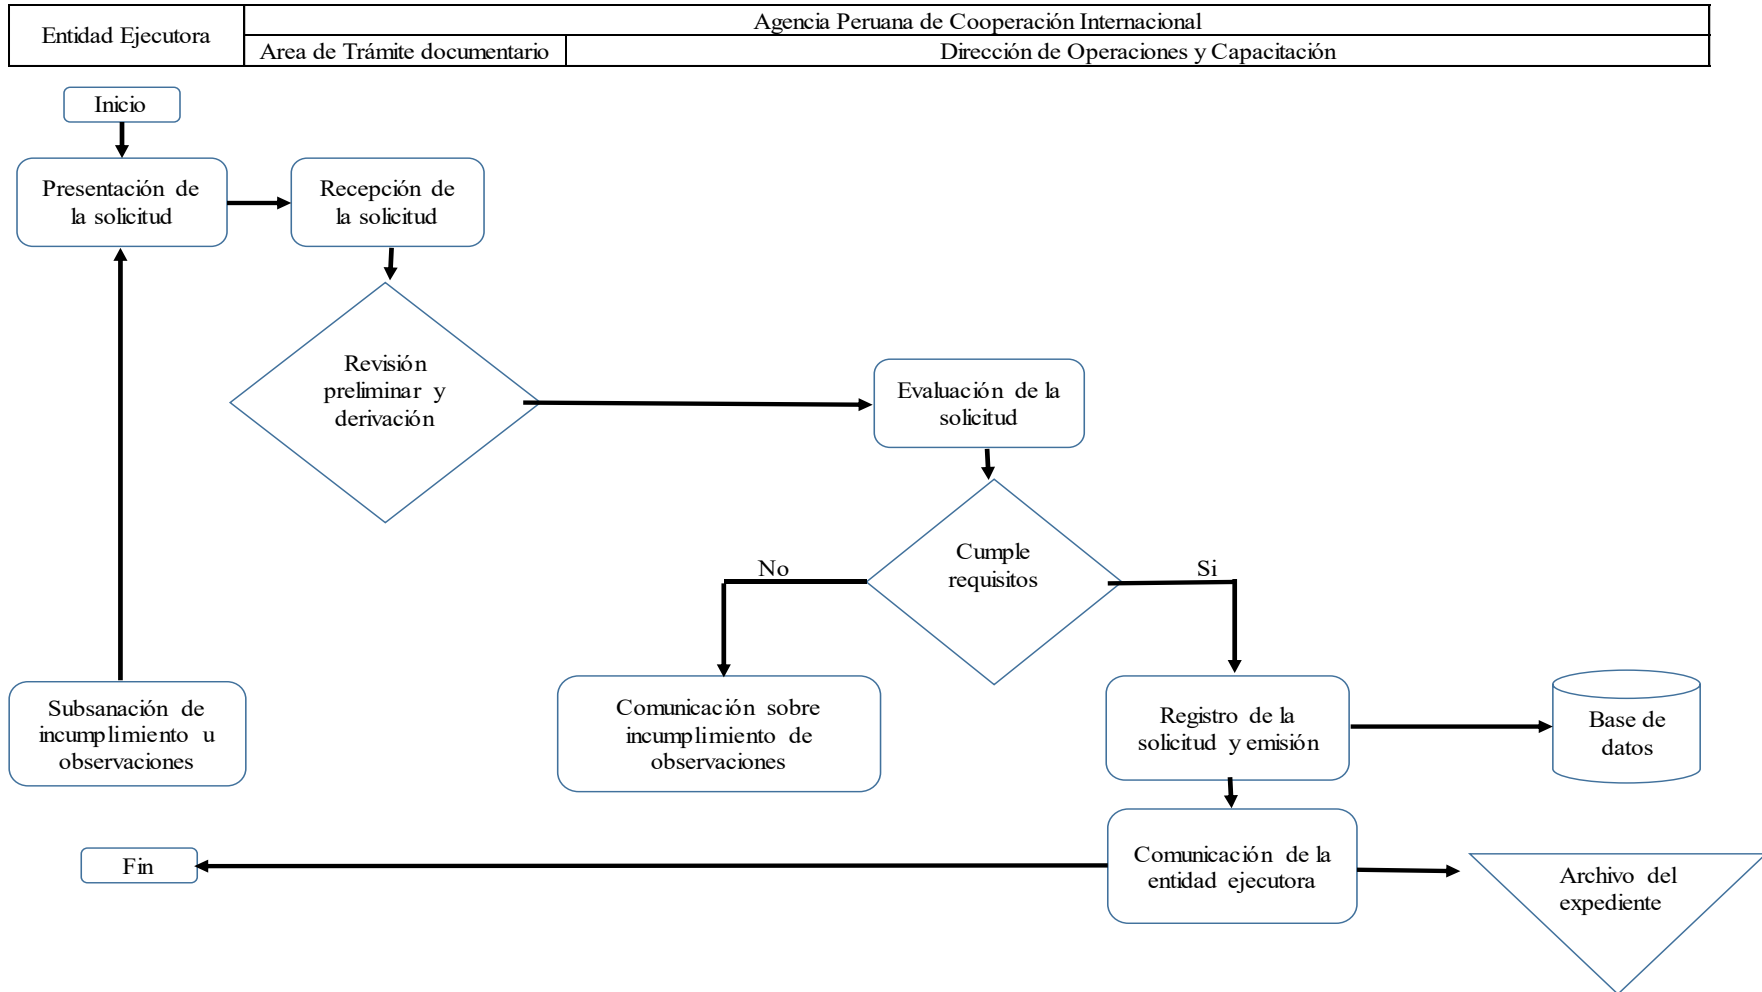 Entidad Ejecutora
Agencia Peruana de Cooperación Internacional
Area de Trámite documentario
Dirección de Operaciones y Capacitación
Inicio
Presentación de
la solicitud
Recepción de
la solicitud
Revisión
preliminar y
derivación
Evaluación de la
solicitud
Cumple
requisitos
No
Si
Subsanación de
incumplimiento u
observaciones
Comunicación sobre
incumplimiento de
observaciones
Registro de la
solicitud y emisión
Base de
datos
Fin
Comunicación de la
entidad ejecutora
Archivo del
expediente